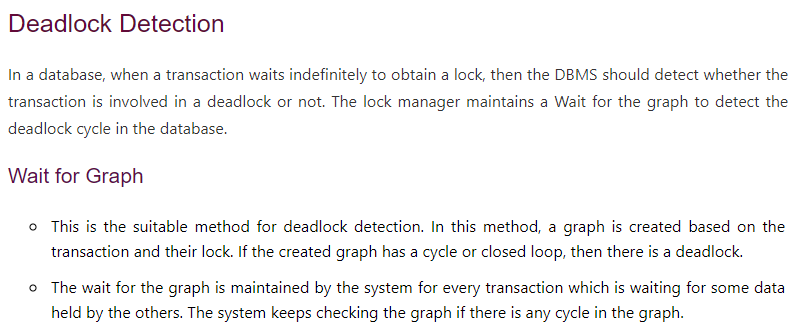 Deadlock Detection
In a database, when a transaction waits indefinitely to obtain a lock, then the DBMS should detect whether the
transaction is involved in a deadlock or not. The lock manager maintains a Wait for the graph to detect the
deadlock cycle in the database.
Wait for Graph
This is the suitable method for deadlock detection. In this method, a graph is created based on the
transaction and their lock. If the created graph has a cycle or closed loop, then there is a deadlock.
The wait for the graph is maintained by the system for every transaction which is waiting for some data
held by the others. The system keeps checking the graph if there is any cycle in the graph.